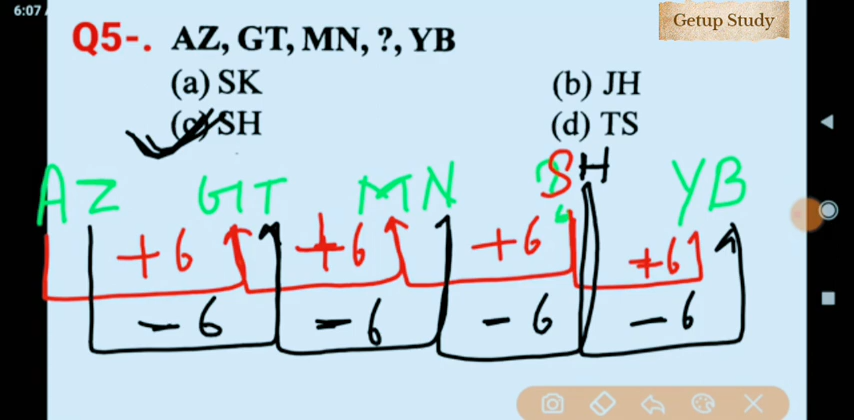 6:07
Getup Study
Q5-. AZ, GT, MN, ?, YB
(a) SK (b) JH
(c) SH (d) TS
AZ GT MN SH YB
+6 +6 +6 +6
-6 -6 -6 -6